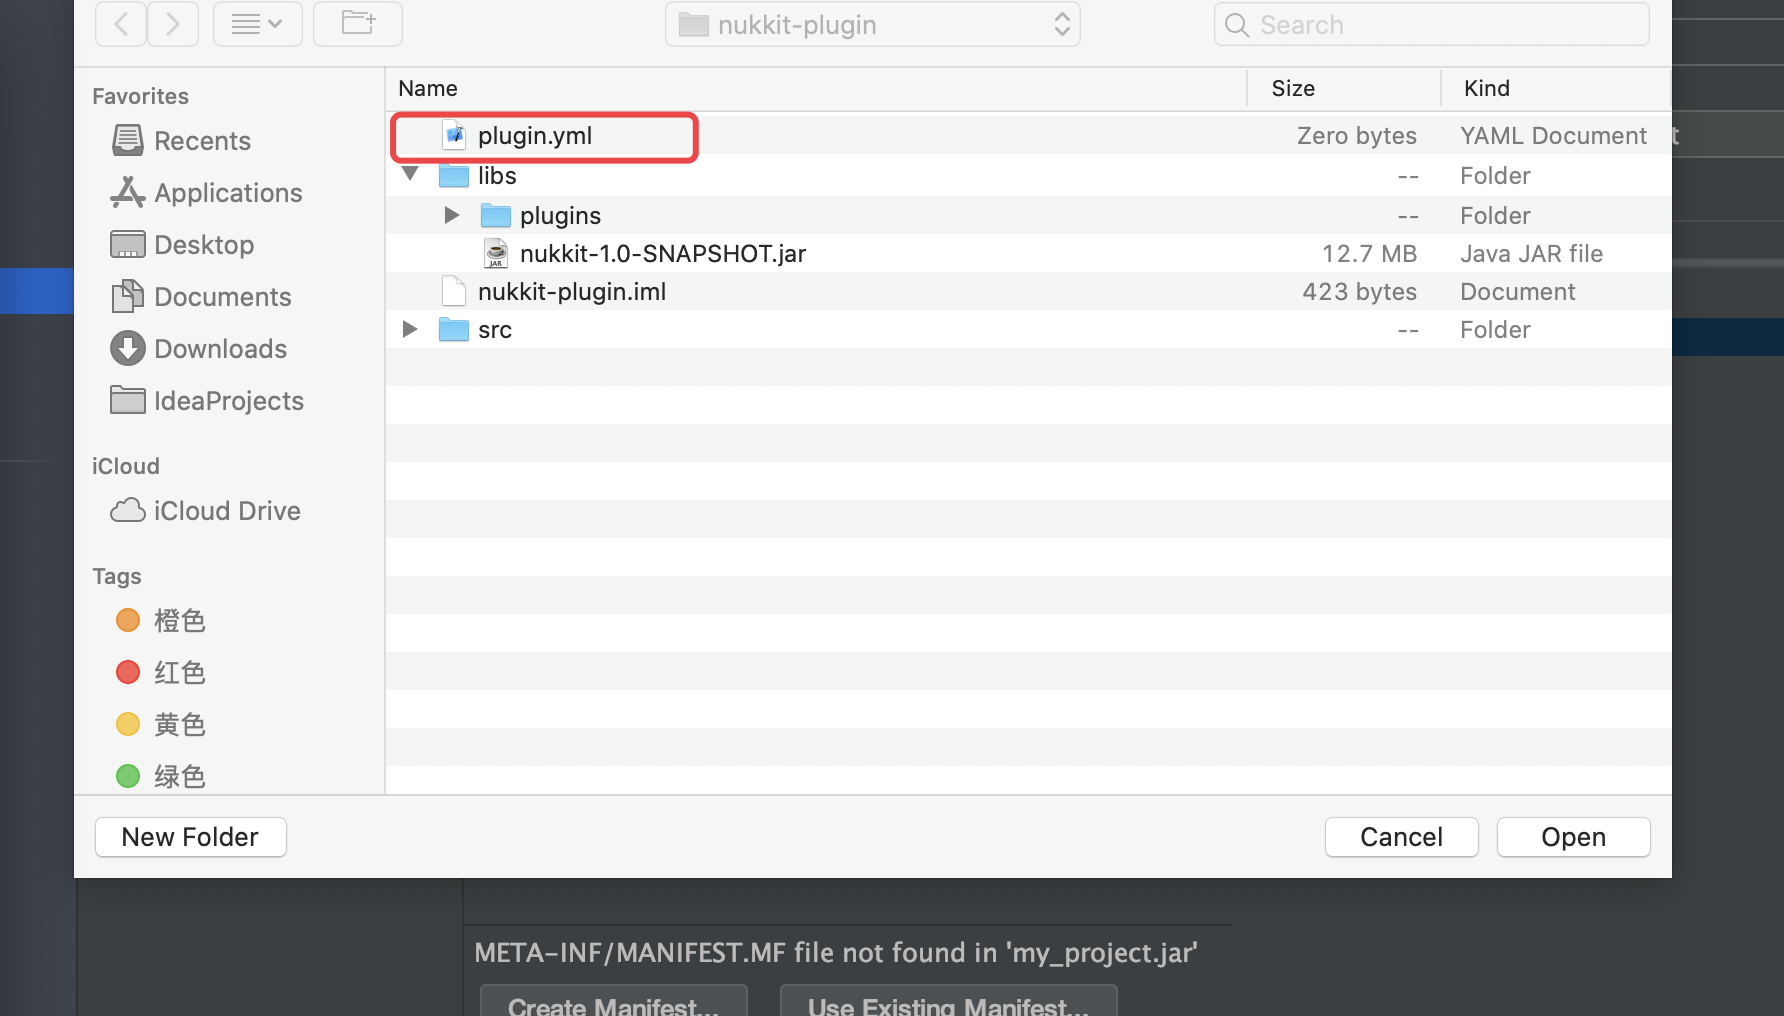 nukkit-plugin
Search
Name Size Kind
Favorites
Recents
Applications
Desktop
Documents
Downloads
IdeaProjects
iCloud
iCloud Drive
Tags
橙色
红色
黄色
绿色
plugin.yml Zero bytes YAML Document
libs -- Folder
plugins -- Folder
JAR
nukkit-1.0-SNAPSHOT.jar 12.7 MB Java JAR file
nukkit-plugin.iml 423 bytes Document
src -- Folder
t
New Folder Cancel Open
META-INF/MANIFEST.MF file not found in 'my_project.jar'
Create Manifest... Use Existing Manifest...